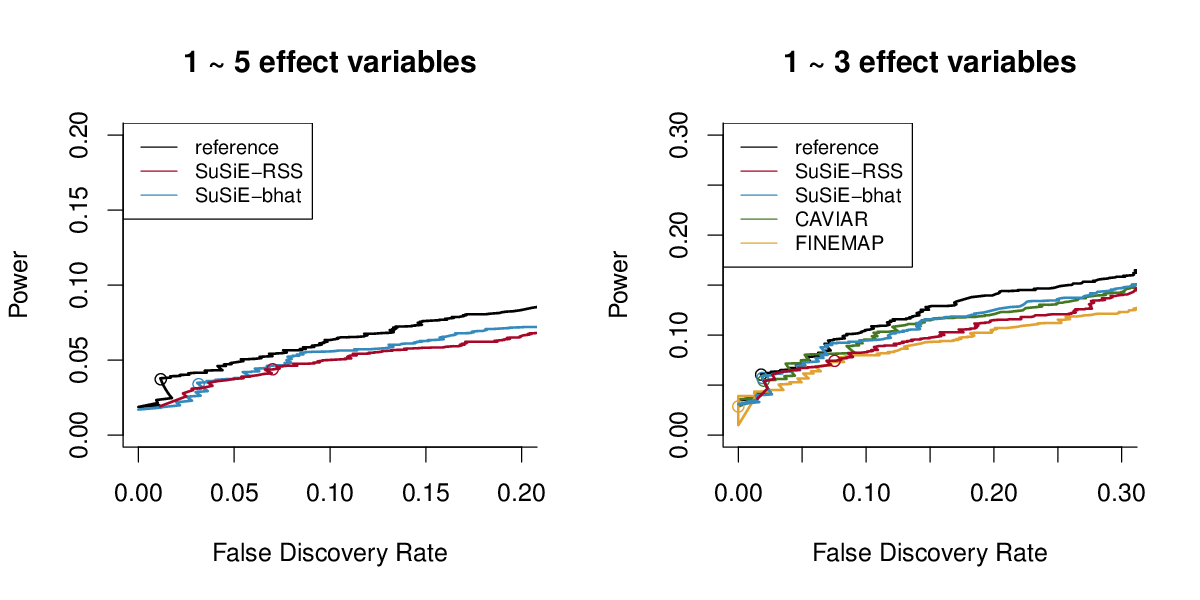 1 ~ 5 effect variables
Power
0.00 0.05 0.10 0.15 0.20
reference
SuSiE−RSS
SuSiE−bhat
0.00 0.05 0.10 0.15 0.20
False Discovery Rate
1 ~ 3 effect variables
Power
0.00 0.10 0.20 0.30
reference
SuSiE−RSS
SuSiE−bhat
CAVIAR
FINEMAP
0.00 0.10 0.20 0.30
False Discovery Rate